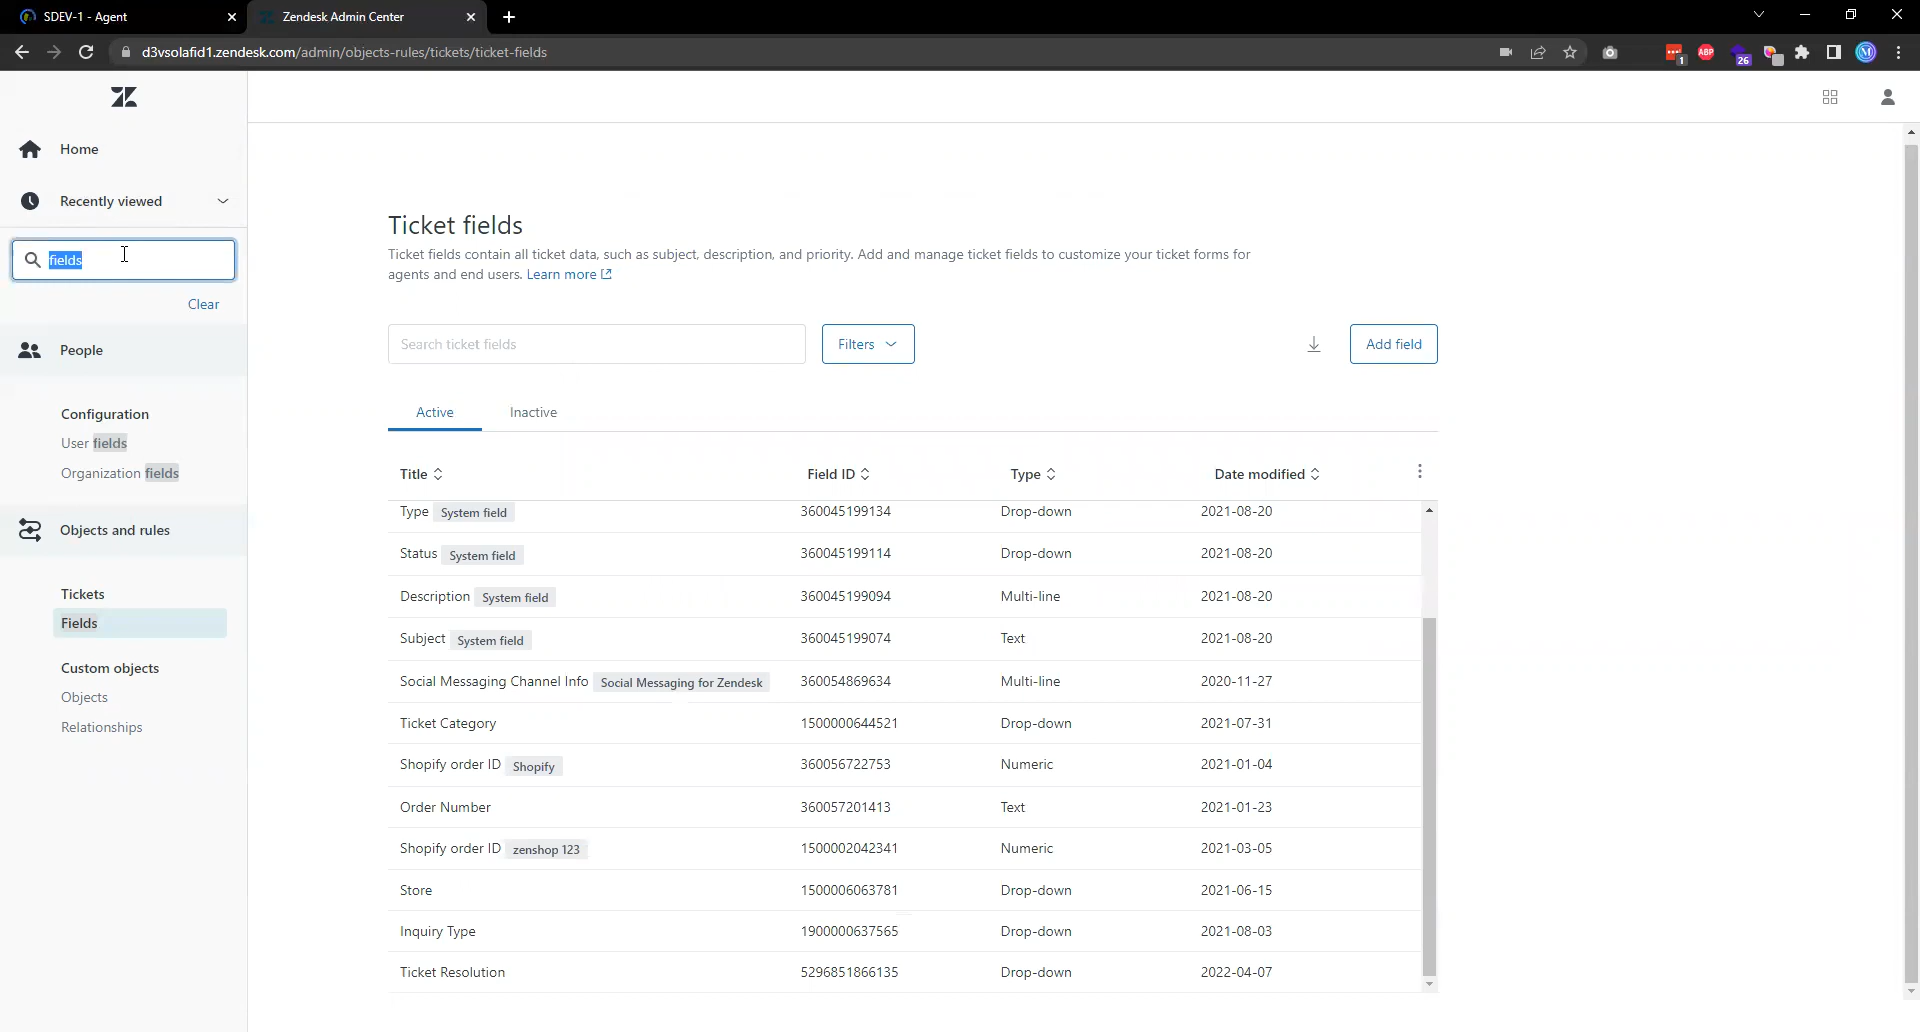 SDEV-1 - Agent
Zendesk Admin Center
d3vsolafid1.zendesk.com/admin/objects-rules/tickets/ticket-fields
1
ABP
26
Home
Recently viewed
fields
Clear
People
Configuration
User fields
Organization fields
Objects and rules
Tickets
Fields
Custom objects
Objects
Relationships
Ticket fields
Ticket fields contain all ticket data, such as subject, description, and priority. Add and manage ticket fields to customize your ticket forms for
agents and end users. Learn more
Search ticket fields
Filters
Add field
Active Inactive
Title Field ID Type Date modified
Type System field 360045199134 Drop-down 2021-08-20
Status System field 360045199114 Drop-down 2021-08-20
Description System field 360045199094 Multi-line 2021-08-20
Subject System field 360045199074 Text 2021-08-20
Social Messaging Channel Info Social Messaging for Zendesk 360054869634 Multi-line 2020-11-27
Ticket Category 1500000644521 Drop-down 2021-07-31
Shopify order ID Shopify 360056722753 Numeric 2021-01-04
Order Number 360057201413 Text 2021-01-23
Shopify order ID zenshop 123 1500002042341 Numeric 2021-03-05
Store 1500006063781 Drop-down 2021-06-15
Inquiry Type 1900000637565 Drop-down 2021-08-03
Ticket Resolution 5296851866135 Drop-down 2022-04-07